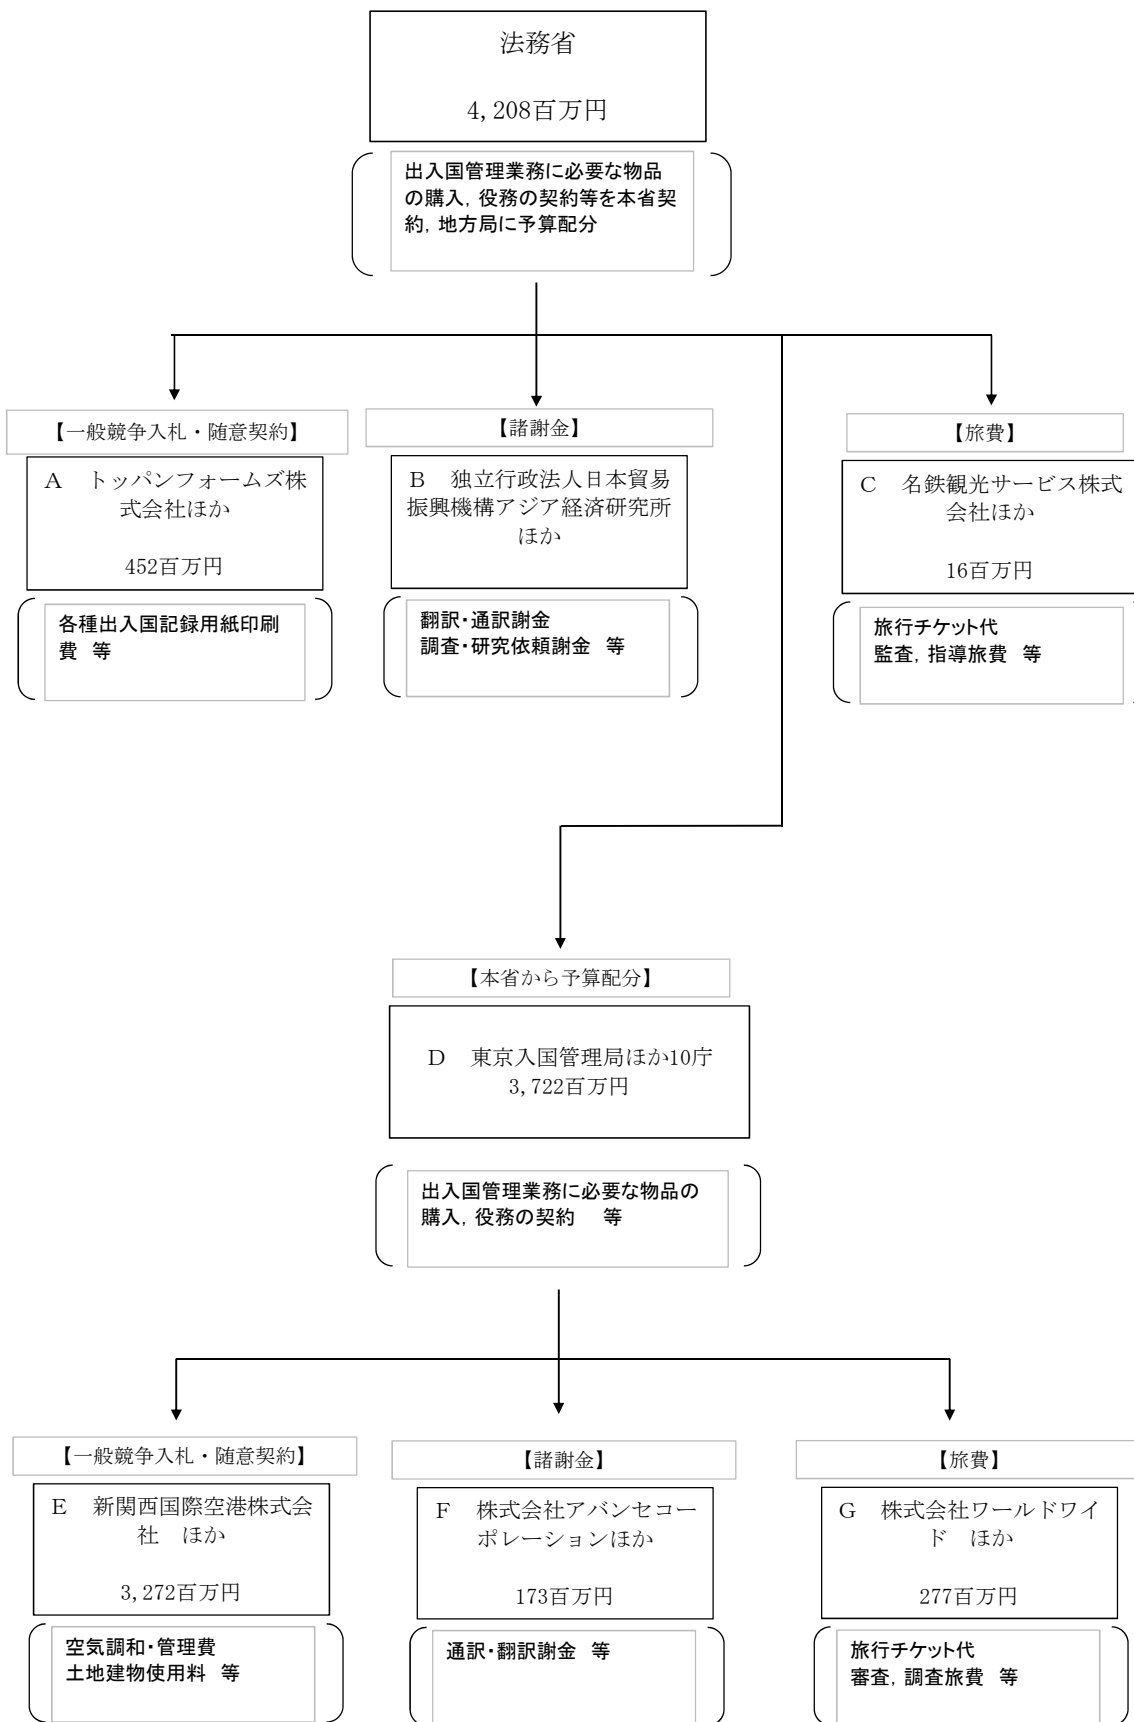 法務省
4,208百万円
出入国管理業務に必要な物品
の購入，役務の契約等を本省契
約，地方局に予算配分
【一般競争入札・随意契約】
A　トッパンフォームズ株
式会社ほか
452百万円
各種出入国記録用紙印刷
費　等
【諸謝金】
B　独立行政法人日本貿易
振興機構アジア経済研究所
ほか
翻訳・通訳謝金
調査・研究依頼謝金　等
【旅費】
C　名鉄観光サービス株式
会社ほか
16百万円
旅行チケット代
監査，指導旅費　等
【本省から予算配分】
D　東京入国管理局ほか10庁
3,722百万円
出入国管理業務に必要な物品の
購入，役務の契約　等
【一般競争入札・随意契約】
E　新関西国際空港株式会
社　ほか
3,272百万円
空気調和・管理費
土地建物使用料　等
【諸謝金】
F　株式会社アバンセコー
ポレーションほか
173百万円
通訳・翻訳謝金　等
【旅費】
G　株式会社ワールドワイ
ド　ほか
277百万円
旅行チケット代
審査，調査旅費　等